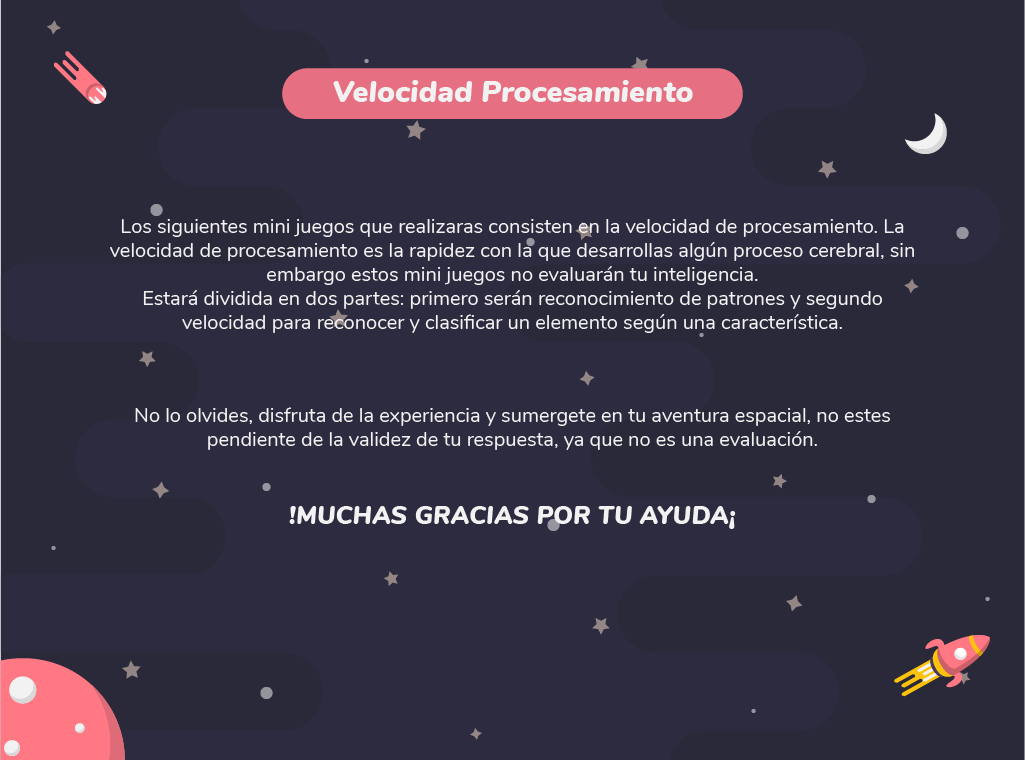 Velocidad Procesamiento
Los siguientes mini juegos que realizaras consisten en la velocidad de procesamiento. La
velocidad de procesamiento es la rapidez con la que desarrollas algún proceso cerebral, sin
embargo estos mini juegos no evaluarán tu inteligencia.
Estará dividida en dos partes: primero serán reconocimiento de patrones y segundo
velocidad para reconocer y clasificar un elemento según una característica.
No lo olvides, disfruta de la experiencia y sumergete en tu aventura espacial, no estes
pendiente de la validez de tu respuesta, ya que no es una evaluación.
!MUCHAS GRACIAS POR TU AYUDA¡